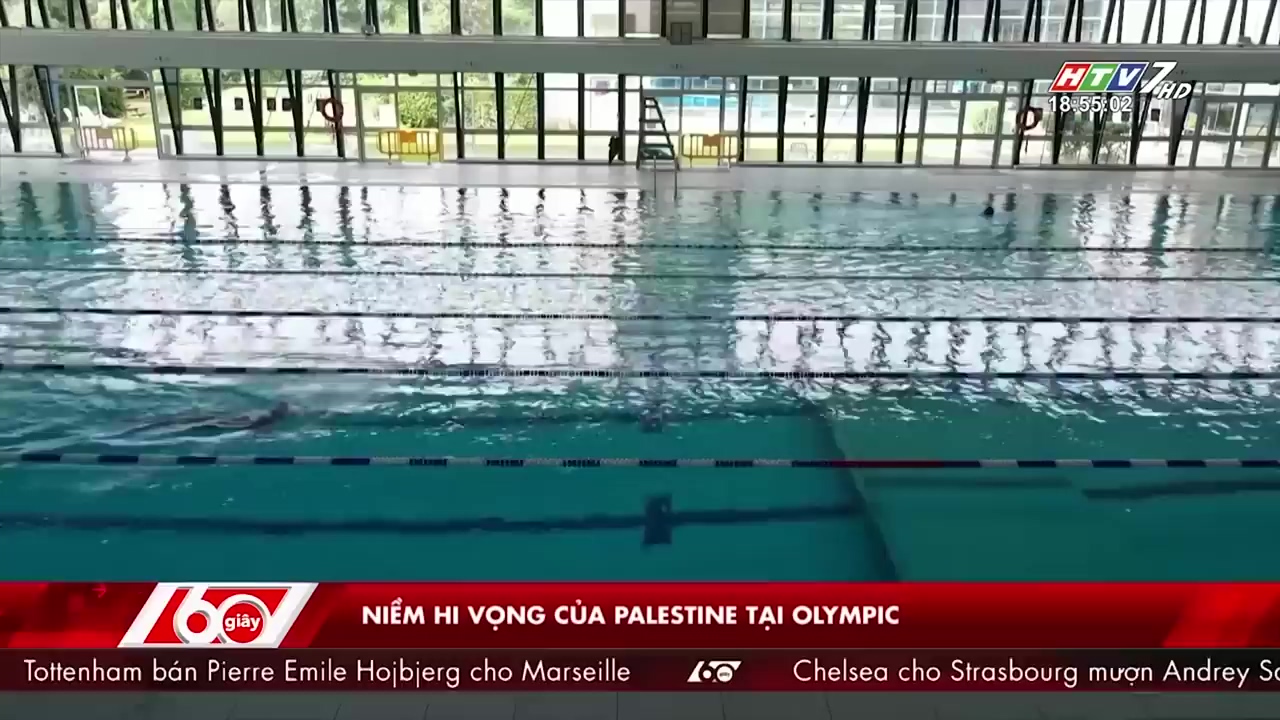 HTV7 HD
18:55:02
60 giây
NIỀM HI VỌNG CỦA PALESTINE TẠI OLYMPIC
Tottenham bán Pierre Emile Hojbjerg cho Marseille
60
Chelsea cho Strasbourg mượn Andrey